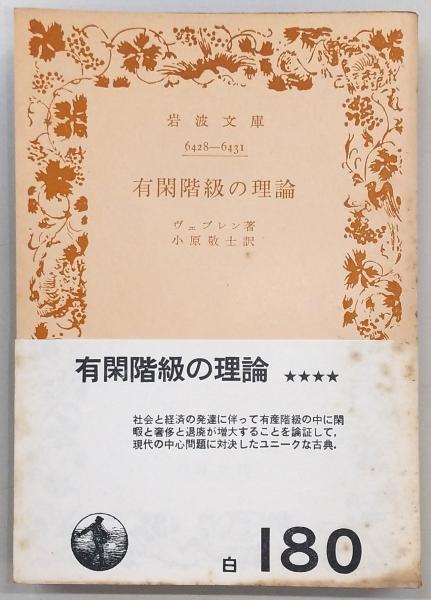 岩波文庫
6428—6431
有閑階級の理論
ヴェブレン著
小原敬士訳
有閑階級の理論 ★★★★
社会と経済の発達に伴って有産階級の中に閑
暇と奢侈と退廃が増大することを論証して,
現代の中心問題に対決したユニークな古典.
白 180